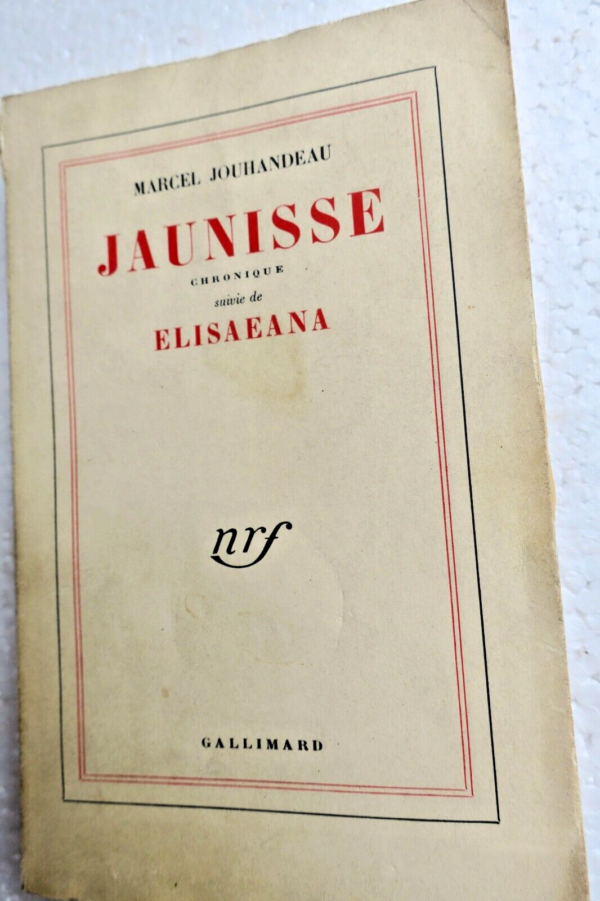 MARCEL JOUHANDEAU
JAUNISSE
CHRONIQUE
suivie de
ELISAEANA
nrf
GALLIMARD